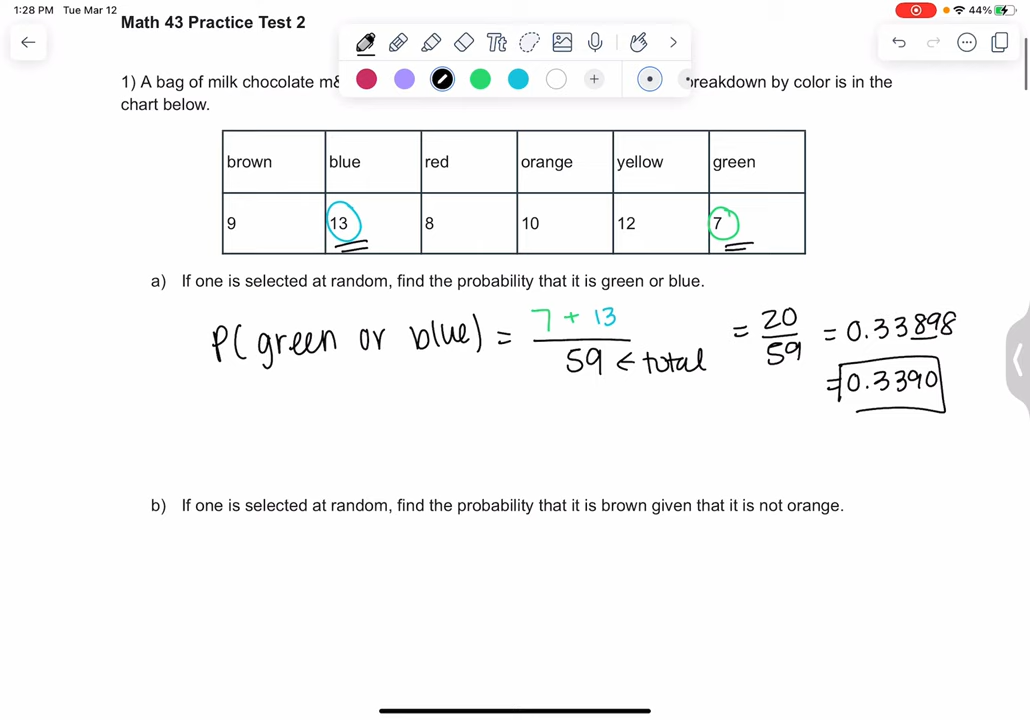 1:28 PM Tue Mar 12
44%
Math 43 Practice Test 2
Tt
1) A bag of milk chocolate m& breakdown by color is in the
chart below.
brown blue red orange yellow green
9 13 8 10 12 7
a) If one is selected at random, find the probability that it is green or blue.
P(green or blue) = 7 + 13 / 59 ← total = 20/59 = 0.33898
= 0.3390
b) If one is selected at random, find the probability that it is brown given that it is not orange.